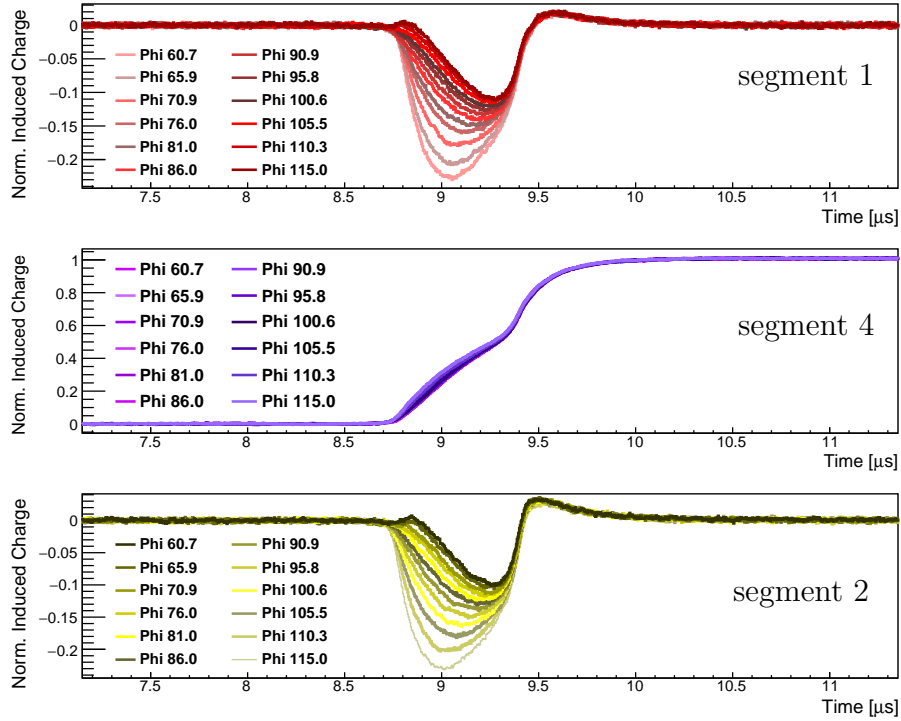 Norm. Induced Charge
0
−0.05
−0.1
−0.15
−0.2
Phi 60.7 Phi 90.9
Phi 65.9 Phi 95.8
Phi 70.9 Phi 100.6
Phi 76.0 Phi 105.5
Phi 81.0 Phi 110.3
Phi 86.0 Phi 115.0
segment 1
7.5 8 8.5 9 9.5 10 10.5 11
Time [μs]
Norm. Induced Charge
1
0.8
0.6
0.4
0.2
0
Phi 60.7 Phi 90.9
Phi 65.9 Phi 95.8
Phi 70.9 Phi 100.6
Phi 76.0 Phi 105.5
Phi 81.0 Phi 110.3
Phi 86.0 Phi 115.0
segment 4
7.5 8 8.5 9 9.5 10 10.5 11
Time [μs]
Norm. Induced Charge
0
−0.05
−0.1
−0.15
−0.2
Phi 60.7 Phi 90.9
Phi 65.9 Phi 95.8
Phi 70.9 Phi 100.6
Phi 76.0 Phi 105.5
Phi 81.0 Phi 110.3
Phi 86.0 Phi 115.0
segment 2
7.5 8 8.5 9 9.5 10 10.5 11
Time [μs]